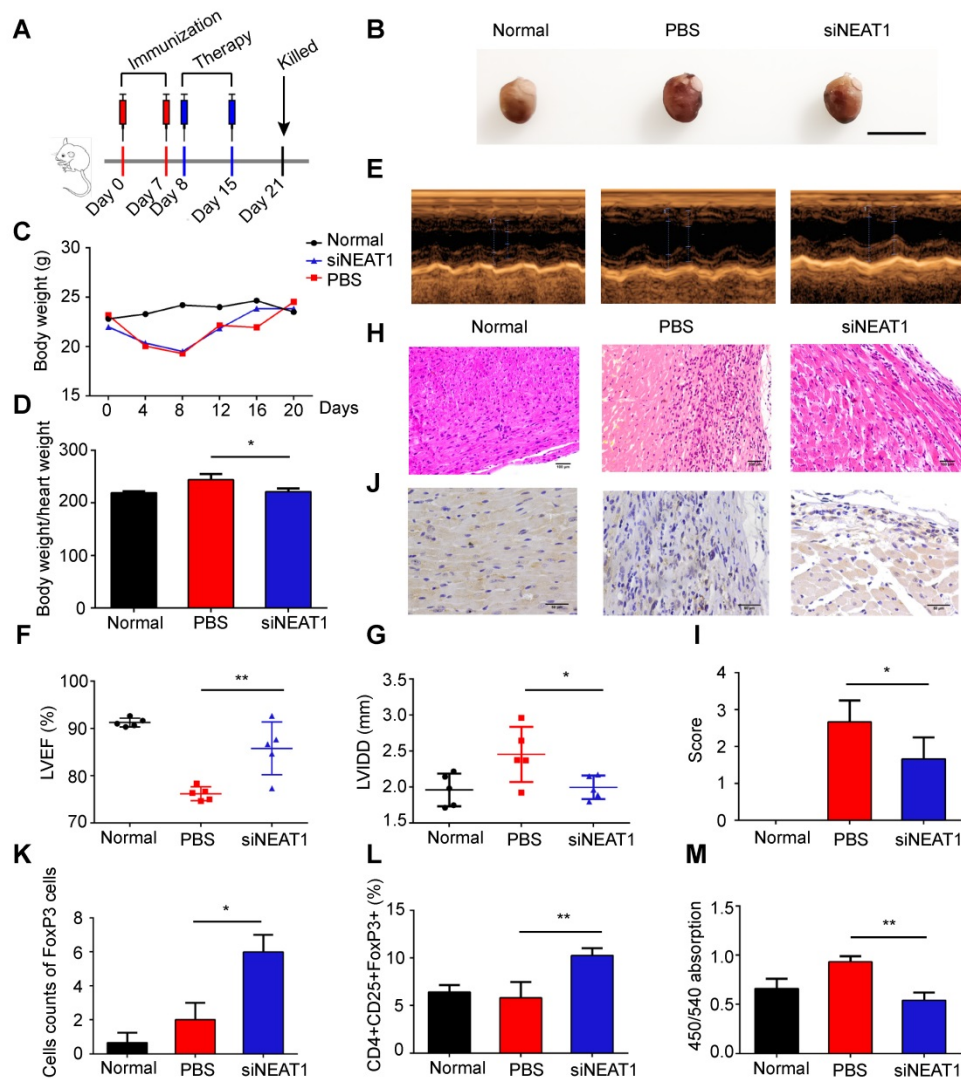 A
Immunization
Therapy
Killed
Day 0
Day 7
Day 8
Day 15
Day 21
B
Normal PBS siNEAT1
C
Body weight (g)
30
25
20
15
0 4 8 12 16 20 Days
Normal
siNEAT1
PBS
D
Body weight/heart weight
300
200
100
0
*
Normal PBS siNEAT1
E
Normal PBS siNEAT1
H
J
F
LVEF (%)
100
90
80
70
**
Normal PBS siNEAT1
G
LVIDD (mm)
3.5
3.0
2.5
2.0
1.5
*
Normal PBS siNEAT1
I
Score
4
3
2
1
0
*
Normal PBS siNEAT1
K
Cells counts of FoxP3 cells
8
6
4
2
0
*
Normal PBS siNEAT1
L
CD4+CD25+FoxP3+ (%)
15
10
5
0
**
Normal PBS siNEAT1
M
450/540 absorption
1.5
1.0
0.5
0.0
**
Normal PBS siNEAT1